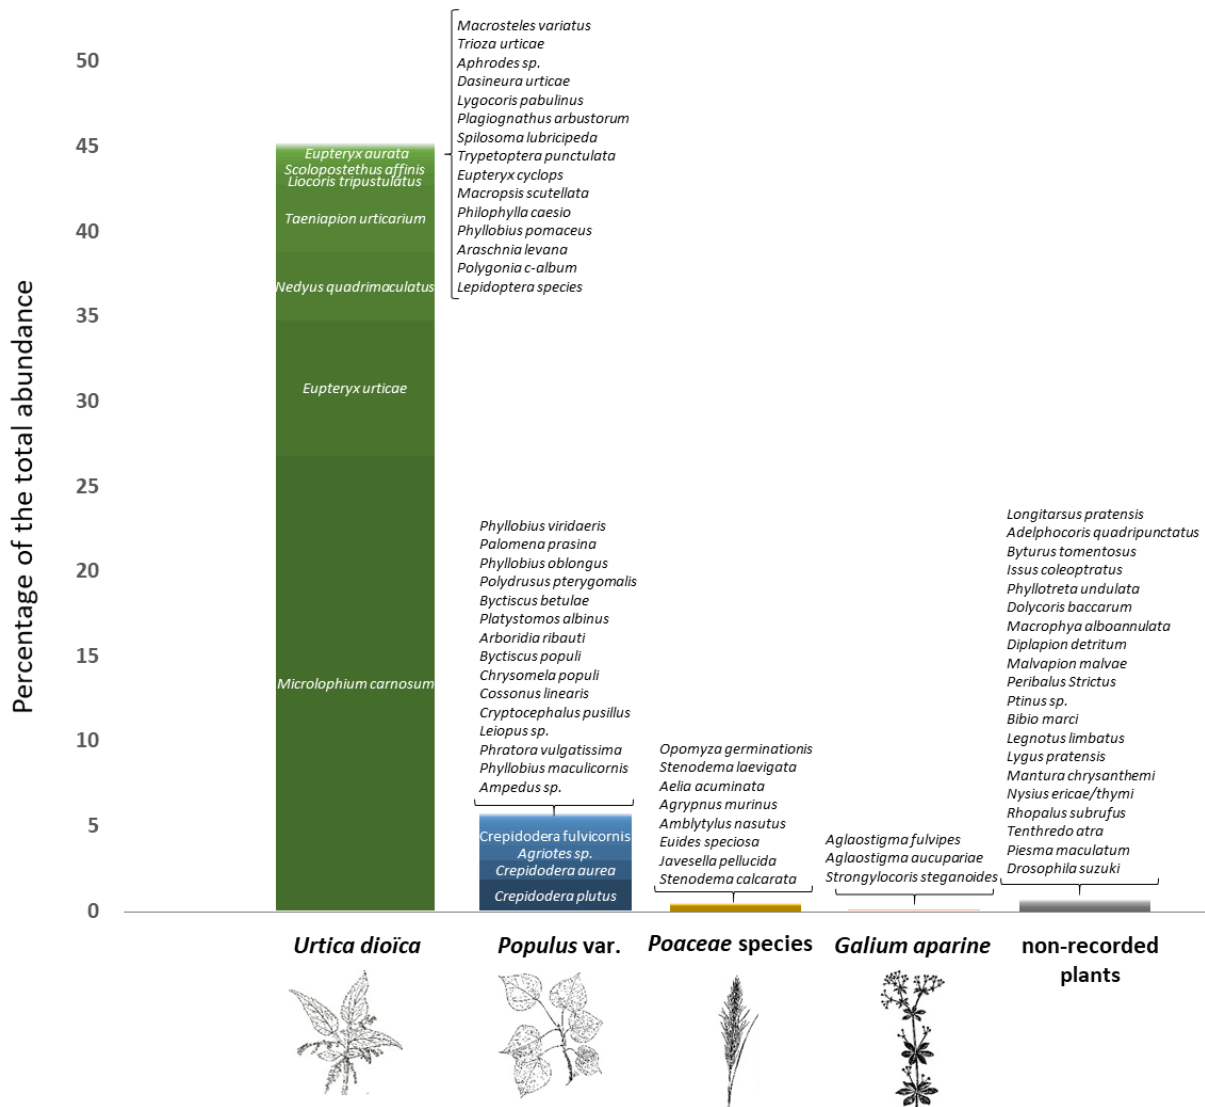 Percentage of the total abundance
50
45
40
35
30
25
20
15
10
5
0
Eupteryx aurata
Scolopostethus affinis
Liocoris tripustulatus
Taeniapion urticarium
Nedyus quadrimaculatus
Eupteryx urticae
Microlophium carnosum
Macrosteles variatus
Trioza urticae
Aphrodes sp.
Dasineura urticae
Lygocoris pabulinus
Plagiognathus arbustorum
Spilosoma lubricipeda
Trypetoptera punctulata
Eupteryx cyclops
Macropsis scutellata
Philophylla caesio
Phyllobius pomaceus
Araschnia levana
Polygonia c-album
Lepidoptera species
Phyllobius viridaeris
Palomena prasina
Phyllobius oblongus
Polydrusus pterygomalis
Byctiscus betulae
Platystomos albinus
Arboridia ribauti
Byctiscus populi
Chrysomela populi
Cossonus linearis
Cryptocephalus pusillus
Leiopus sp.
Phratora vulgatissima
Phyllobius maculicornis
Ampedus sp.
Crepidodera fulvicornis
Agriotes sp.
Crepidodera aurea
Crepidodera plutus
Opomyza germinationis
Stenodema laevigata
Aelia acuminata
Agrypnus murinus
Amblytylus nasutus
Euides speciosa
Javesella pellucida
Stenodema calcarata
Aglaostigma fulvipes
Aglaostigma aucupariae
Strongylocoris steganoides
Longitarsus pratensis
Adelphocoris quadripunctatus
Byturus tomentosus
Issus coleoptratus
Phyllotreta undulata
Dolycoris baccarum
Macrophya alboannulata
Diplapion detritum
Malvapion malvae
Peribalus Strictus
Ptinus sp.
Bibio marci
Legnotus limbatus
Lygus pratensis
Mantura chrysanthemi
Nysius ericae/thymi
Rhopalus subrufus
Tenthredo atra
Piesma maculatum
Drosophila suzuki
Urtica dioïca
Populus var.
Poaceae species
Galium aparine
non-recorded
plants